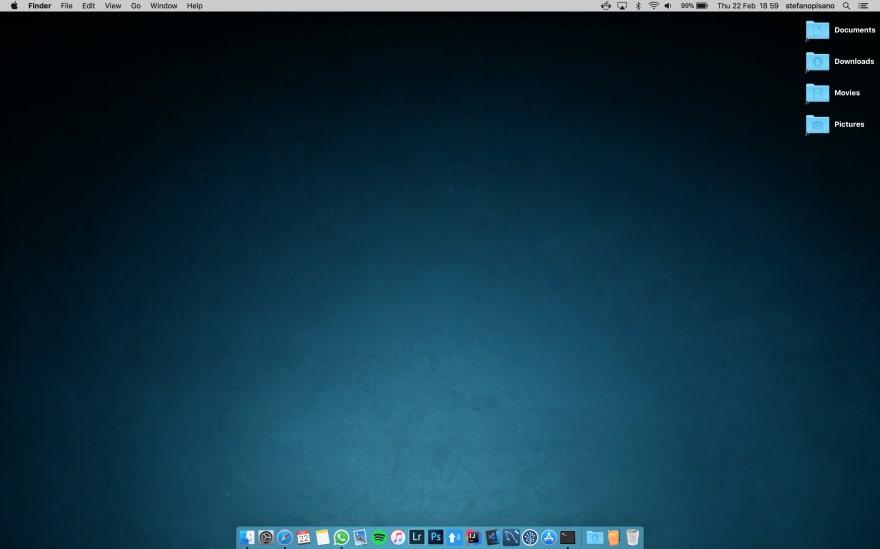 Finder File Edit View Go Window Help 99% Thu 22 Feb 18 59 stefanopisano
Documents
Downloads
Movies
Pictures
22 Lr Ps IJ